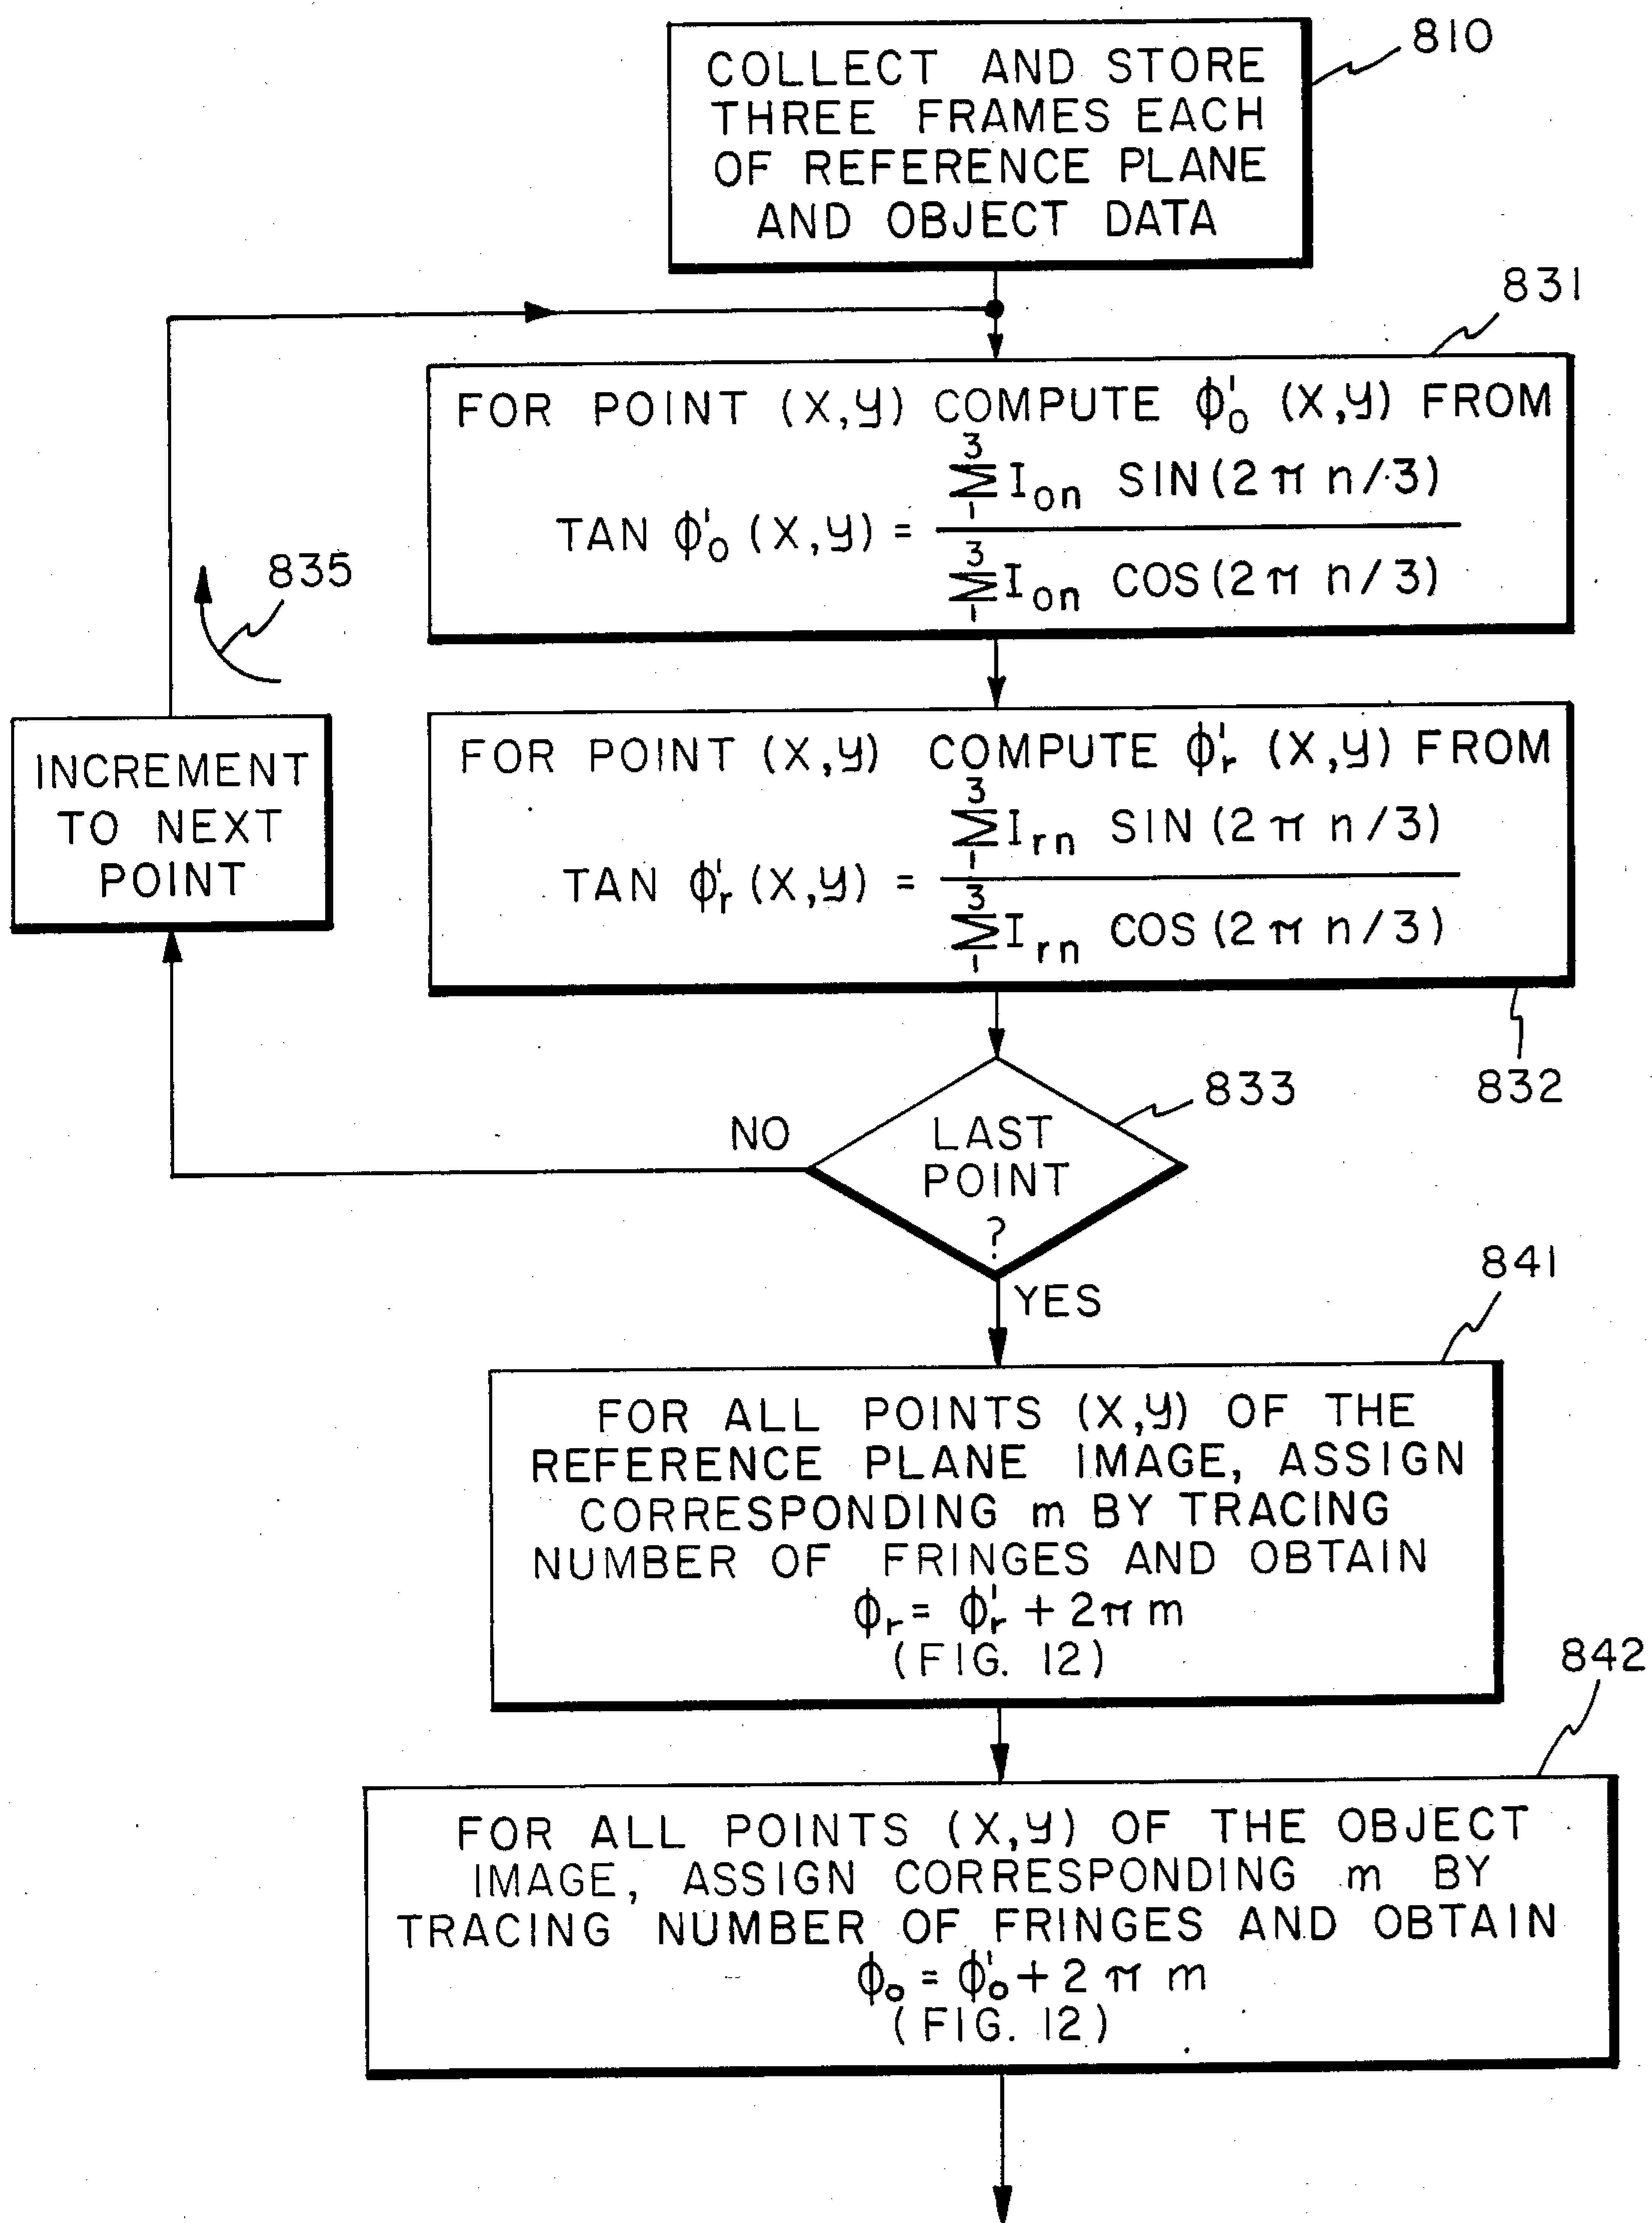 COLLECT AND STORE
THREE FRAMES EACH
OF REFERENCE PLANE
AND OBJECT DATA
810
831
FOR POINT (X,y) COMPUTE ϕ'o (X,y) FROM
TAN ϕ'o (X,y) = 3 Σ 1 Ion SIN(2π n/3)
3 Σ 1 Ion COS(2π n/3)
835
INCREMENT
TO NEXT
POINT
FOR POINT (X,y) COMPUTE ϕ'r (X,y) FROM
TAN ϕ'r (X,y) = 3 Σ 1 Irn SIN (2π n/3)
3 Σ 1 Irn COS (2π n/3)
832
833
NO
LAST
POINT
?
YES
841
FOR ALL POINTS (X,y) OF THE
REFERENCE PLANE IMAGE, ASSIGN
CORRESPONDING m BY TRACING
NUMBER OF FRINGES AND OBTAIN
ϕr = ϕ'r + 2π m
(FIG. 12)
842
FOR ALL POINTS (X,y) OF THE OBJECT
IMAGE, ASSIGN CORRESPONDING m BY
TRACING NUMBER OF FRINGES AND OBTAIN
ϕo = ϕ'o + 2 π m
(FIG. 12)